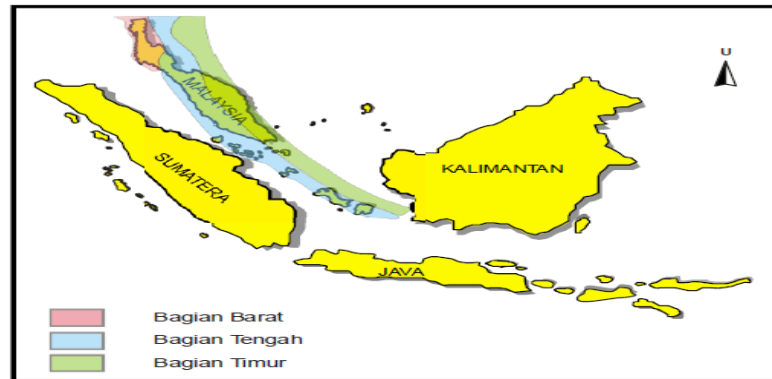 U
MALAYSIA
SUMATERA
KALIMANTAN
JAVA
Bagian Barat
Bagian Tengah
Bagian Timur